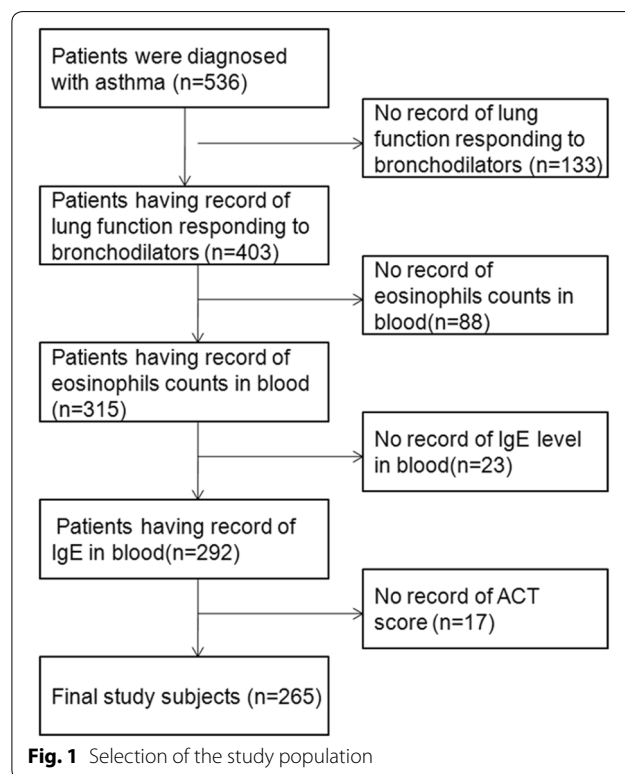 Patients were diagnosed
with asthma (n=536)
No record of lung
function responding to
bronchodilators (n=133)
Patients having record of
lung function responding to
bronchodilators (n=403)
No record of
eosinophils counts in
blood(n=88)
Patients having record of
eosinophils counts in blood
(n=315)
No record of IgE level
in blood(n=23)
Patients having record of
IgE in blood(n=292)
No record of ACT
score (n=17)
Final study subjects (n=265)
Fig. 1 Selection of the study population